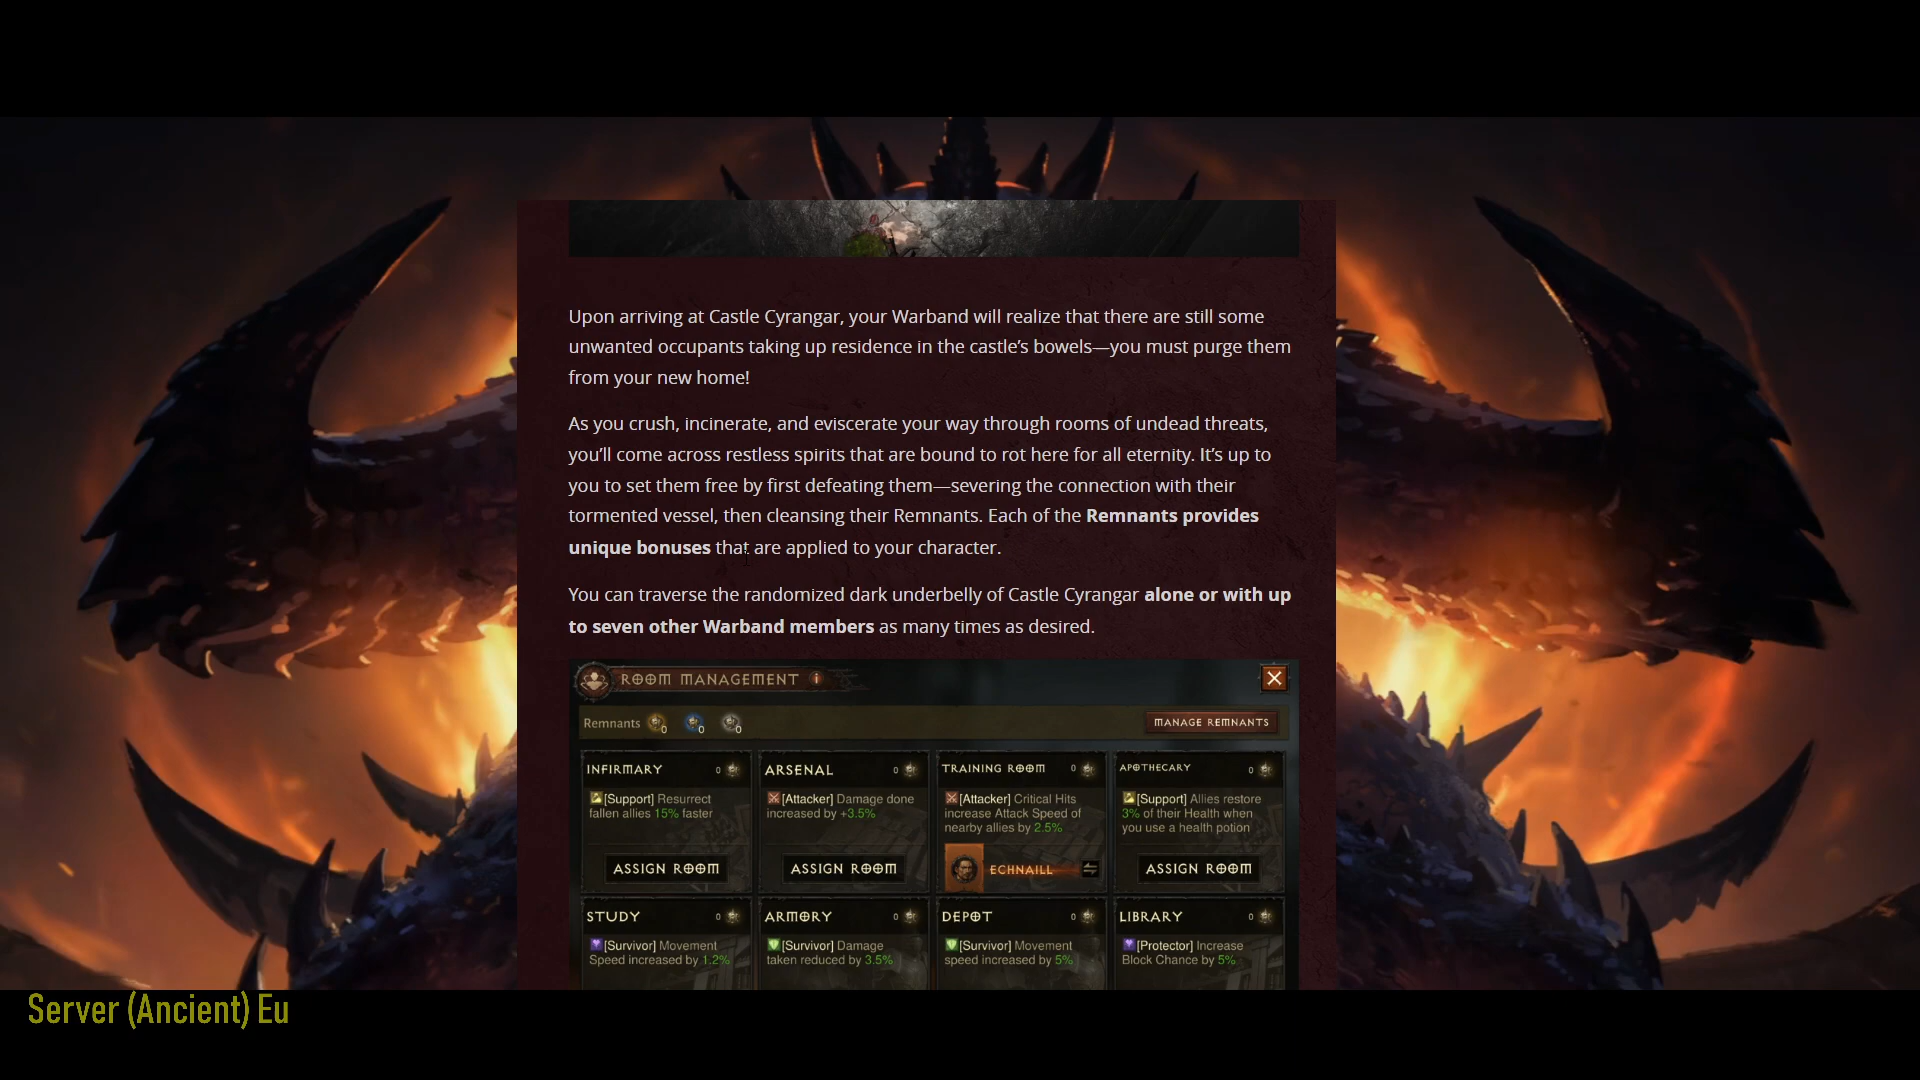 Upon arriving at Castle Cyrangar, your Warband will realize that there are still some
unwanted occupants taking up residence in the castle’s bowels—you must purge them
from your new home!
As you crush, incinerate, and eviscerate your way through rooms of undead threats,
you’ll come across restless spirits that are bound to rot here for all eternity. It’s up to
you to set them free by first defeating them—severing the connection with their
tormented vessel, then cleansing their Remnants. Each of the Remnants provides
unique bonuses that are applied to your character.
You can traverse the randomized dark underbelly of Castle Cyrangar alone or with up
to seven other Warband members as many times as desired.
ROOM MANAGEMENT i
Remnants 0 0 0 MANAGE REMNANTS
INFIRMARY 0 ARSENAL 0 TRAINING ROOM 0 APOTHECARY 0
[Support] Resurrect [Attacker] Damage done [Attacker] Critical Hits [Support] Allies restore
fallen allies 15% faster increased by +3.5% increase Attack Speed of 3% of their Health when
nearby allies by 2.5% you use a health potion
ASSIGN ROOM ASSIGN ROOM ECHNAILL ASSIGN ROOM
STUDY 0 ARMORY 0 DEPOT 0 LIBRARY 0
[Survivor] Movement [Survivor] Damage [Survivor] Movement [Protector] Increase
Speed increased by 1.2% taken reduced by 3.5% speed increased by 5% Block Chance by 5%
Server (Ancient) Eu